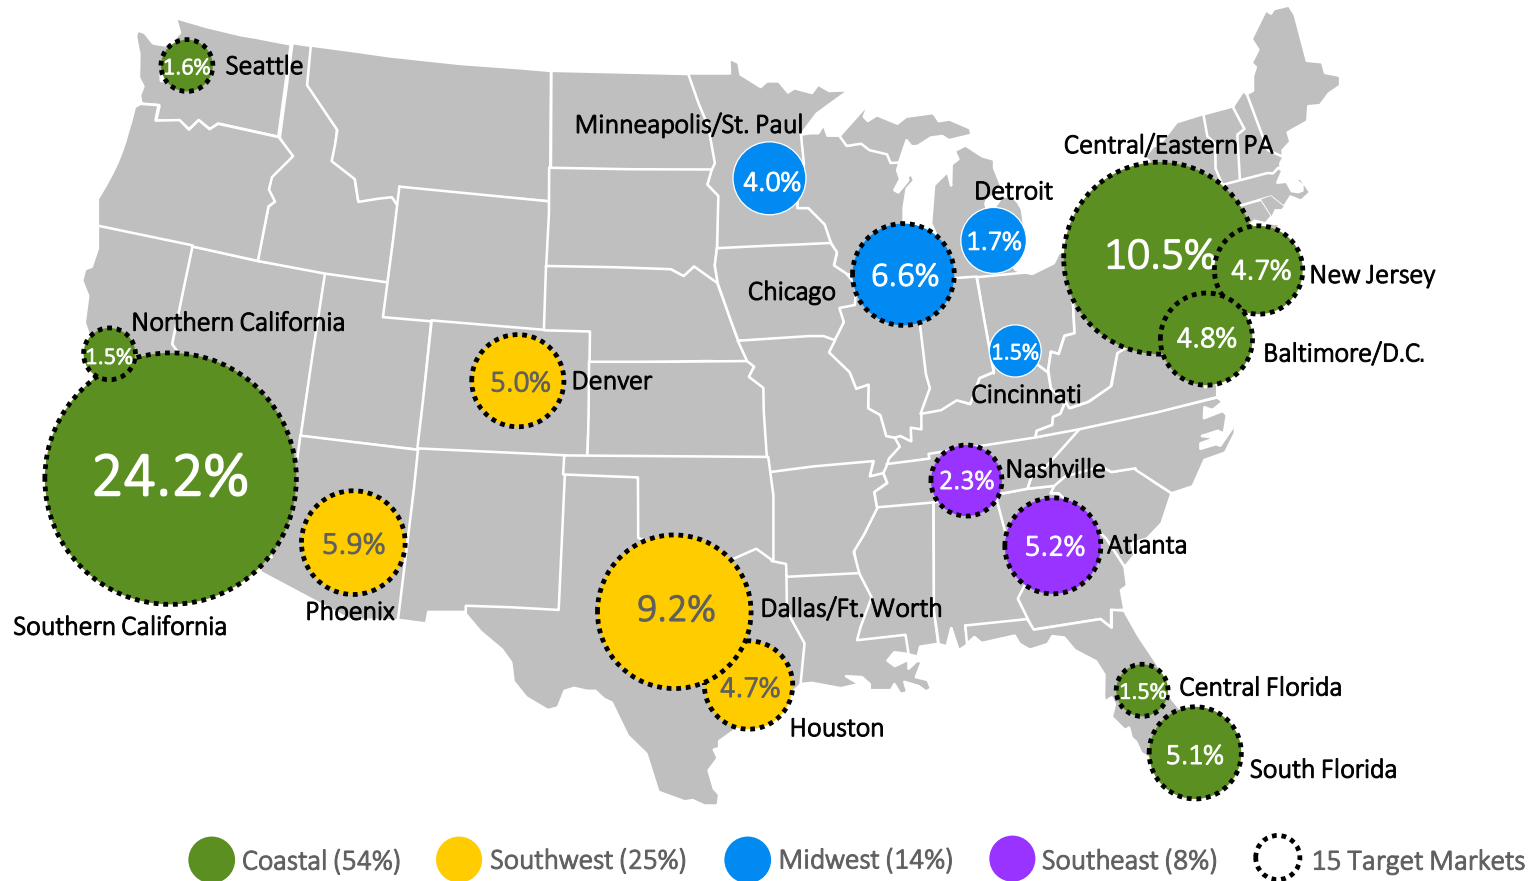 1.6% Seattle
Minneapolis/St. Paul
4.0%
Central/Eastern PA
10.5%
Detroit
1.7%
4.7% New Jersey
Chicago 6.6%
4.8% Baltimore/D.C.
Northern California
1.5%
1.5%
Cincinnati
5.0% Denver
24.2%
Southern California
2.3% Nashville
5.9%
Phoenix
5.2% Atlanta
9.2% Dallas/Ft. Worth
4.7%
Houston
1.5% Central Florida
5.1% South Florida
Coastal (54%) Southwest (25%) Midwest (14%) Southeast (8%) 15 Target Markets